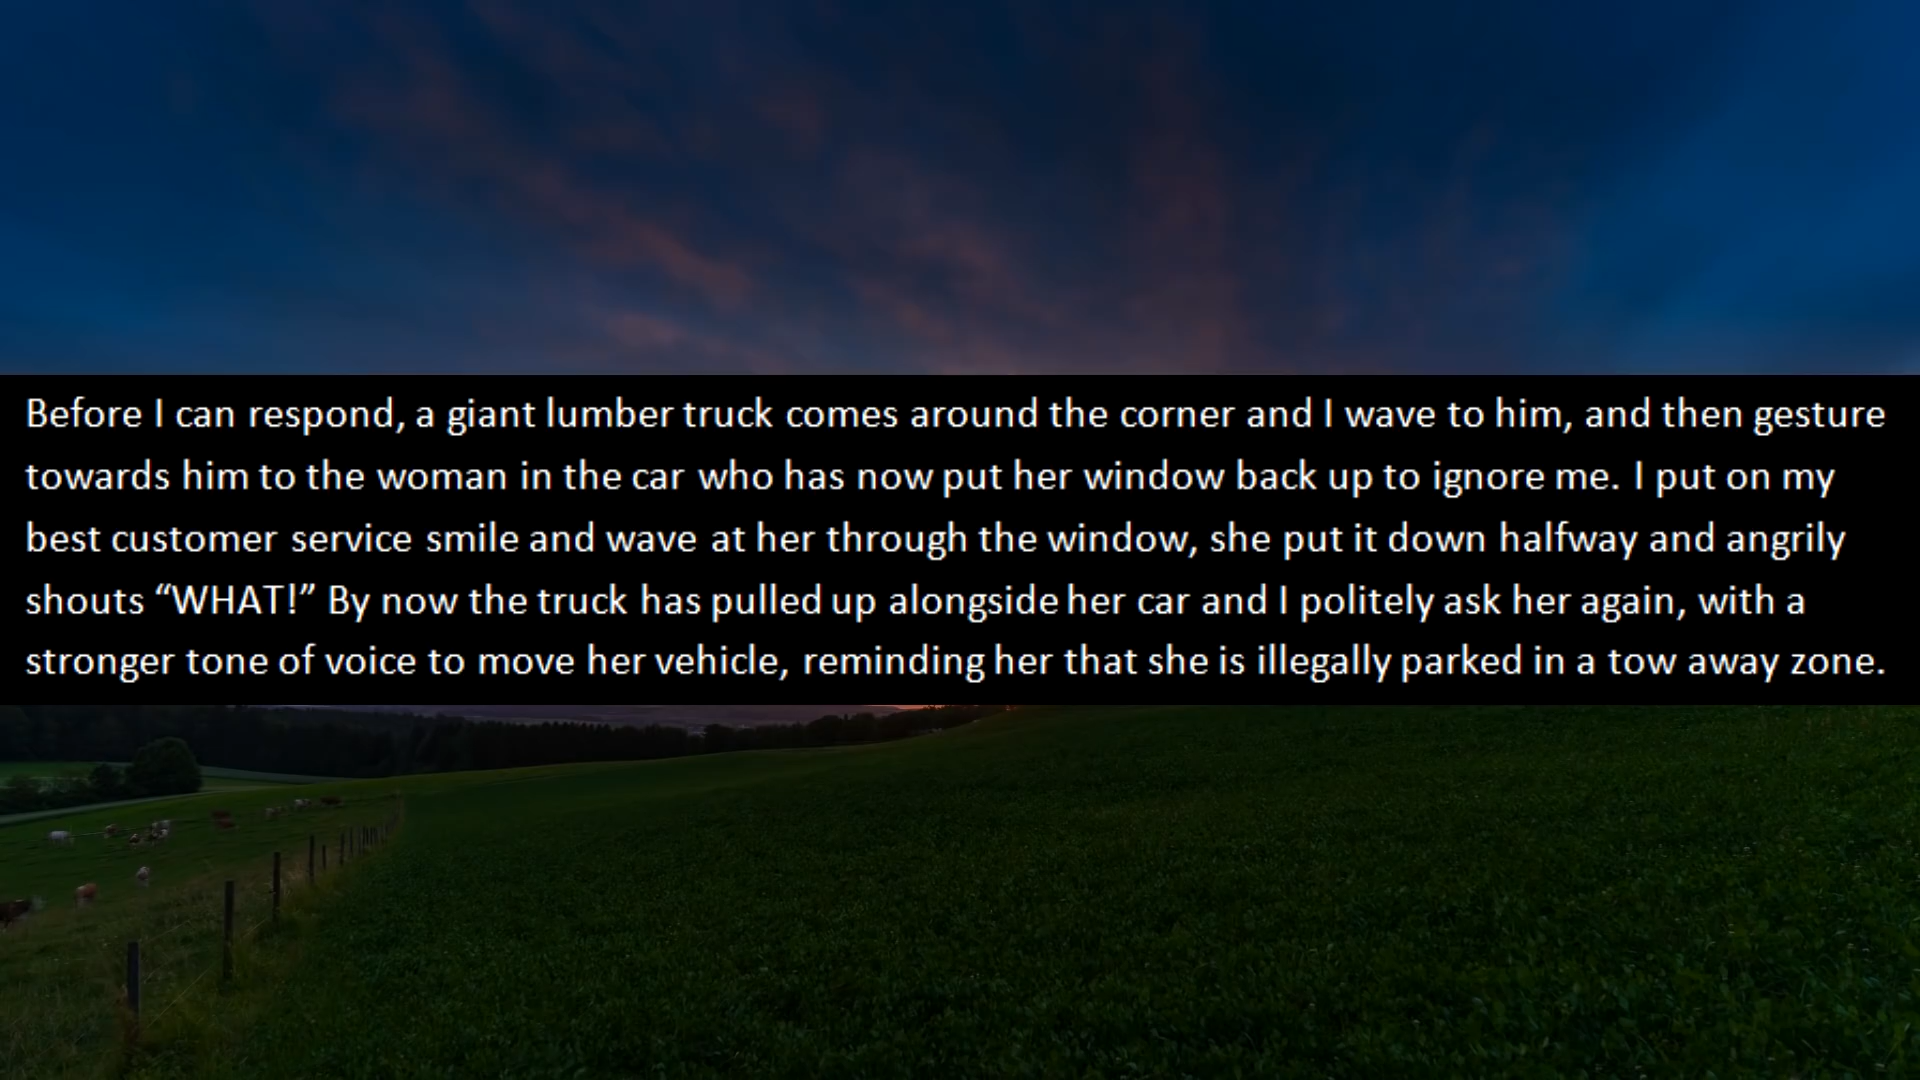 Before I can respond, a giant lumber truck comes around the corner and I wave to him, and then gesture
towards him to the woman in the car who has now put her window back up to ignore me. I put on my
best customer service smile and wave at her through the window, she put it down halfway and angrily
shouts “WHAT!” By now the truck has pulled up alongside her car and I politely ask her again, with a
stronger tone of voice to move her vehicle, reminding her that she is illegally parked in a tow away zone.